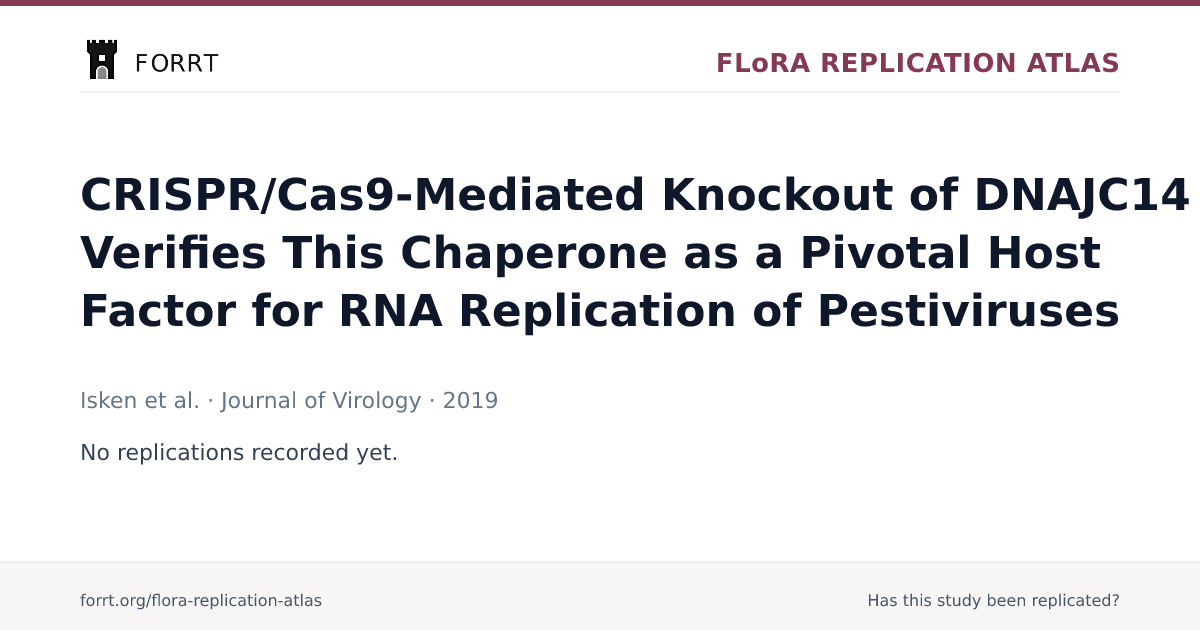 FORRT
FLoRA REPLICATION ATLAS
CRISPR/Cas9-Mediated Knockout of DNAJC14
Verifies This Chaperone as a Pivotal Host
Factor for RNA Replication of Pestiviruses
Isken et al. · Journal of Virology · 2019
No replications recorded yet.
forrt.org/flora-replication-atlas
Has this study been replicated?